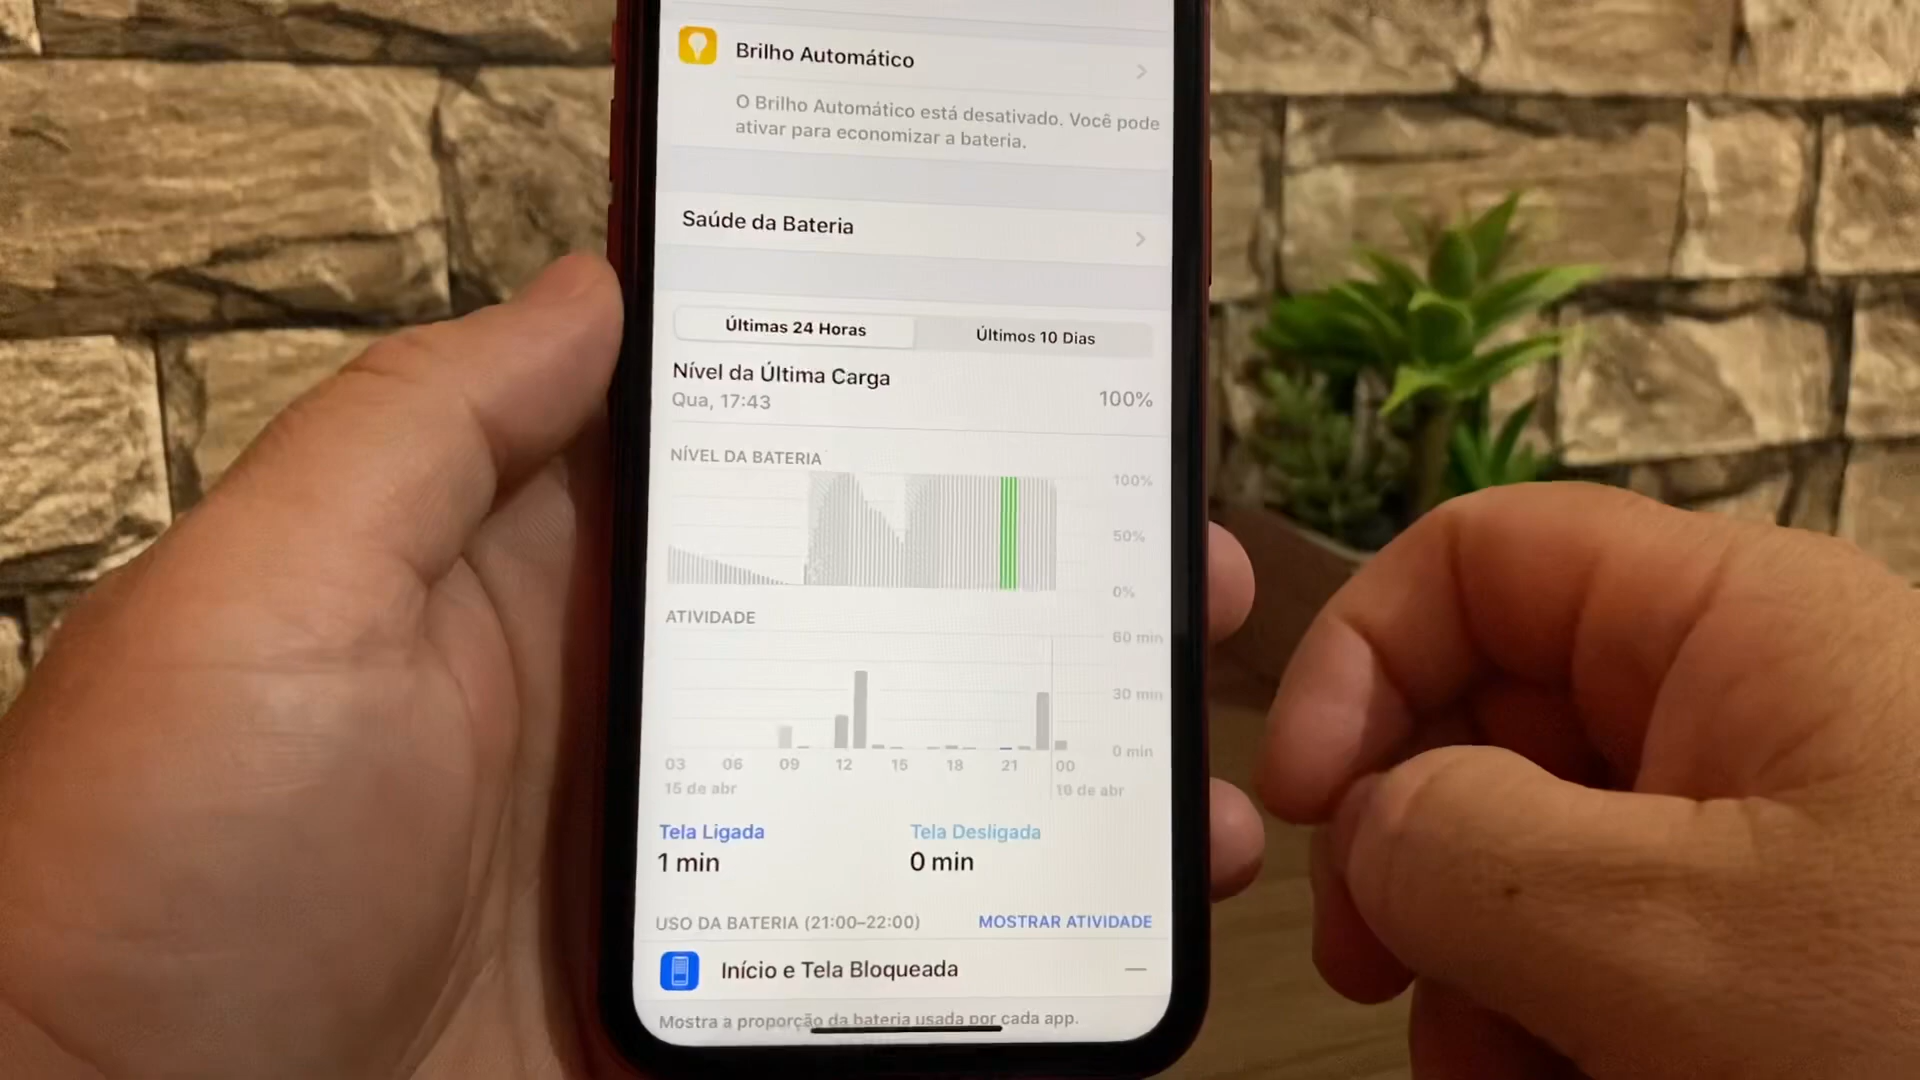 Brilho Automático
O Brilho Automático está desativado. Você pode
ativar para economizar a bateria.
Saúde da Bateria
Últimas 24 Horas
Últimos 10 Dias
Nível da Última Carga
Qua, 17:43
100%
NÍVEL DA BATERIA
100%
50%
0%
ATIVIDADE
60 min
30 min
0 min
03 06 09 12 15 18 21 00
15 de abr
16 de abr
Tela Ligada
1 min
Tela Desligada
0 min
USO DA BATERIA (21:00–22:00)
MOSTRAR ATIVIDADE
Início e Tela Bloqueada
—
Mostra a proporção da bateria usada por cada app.